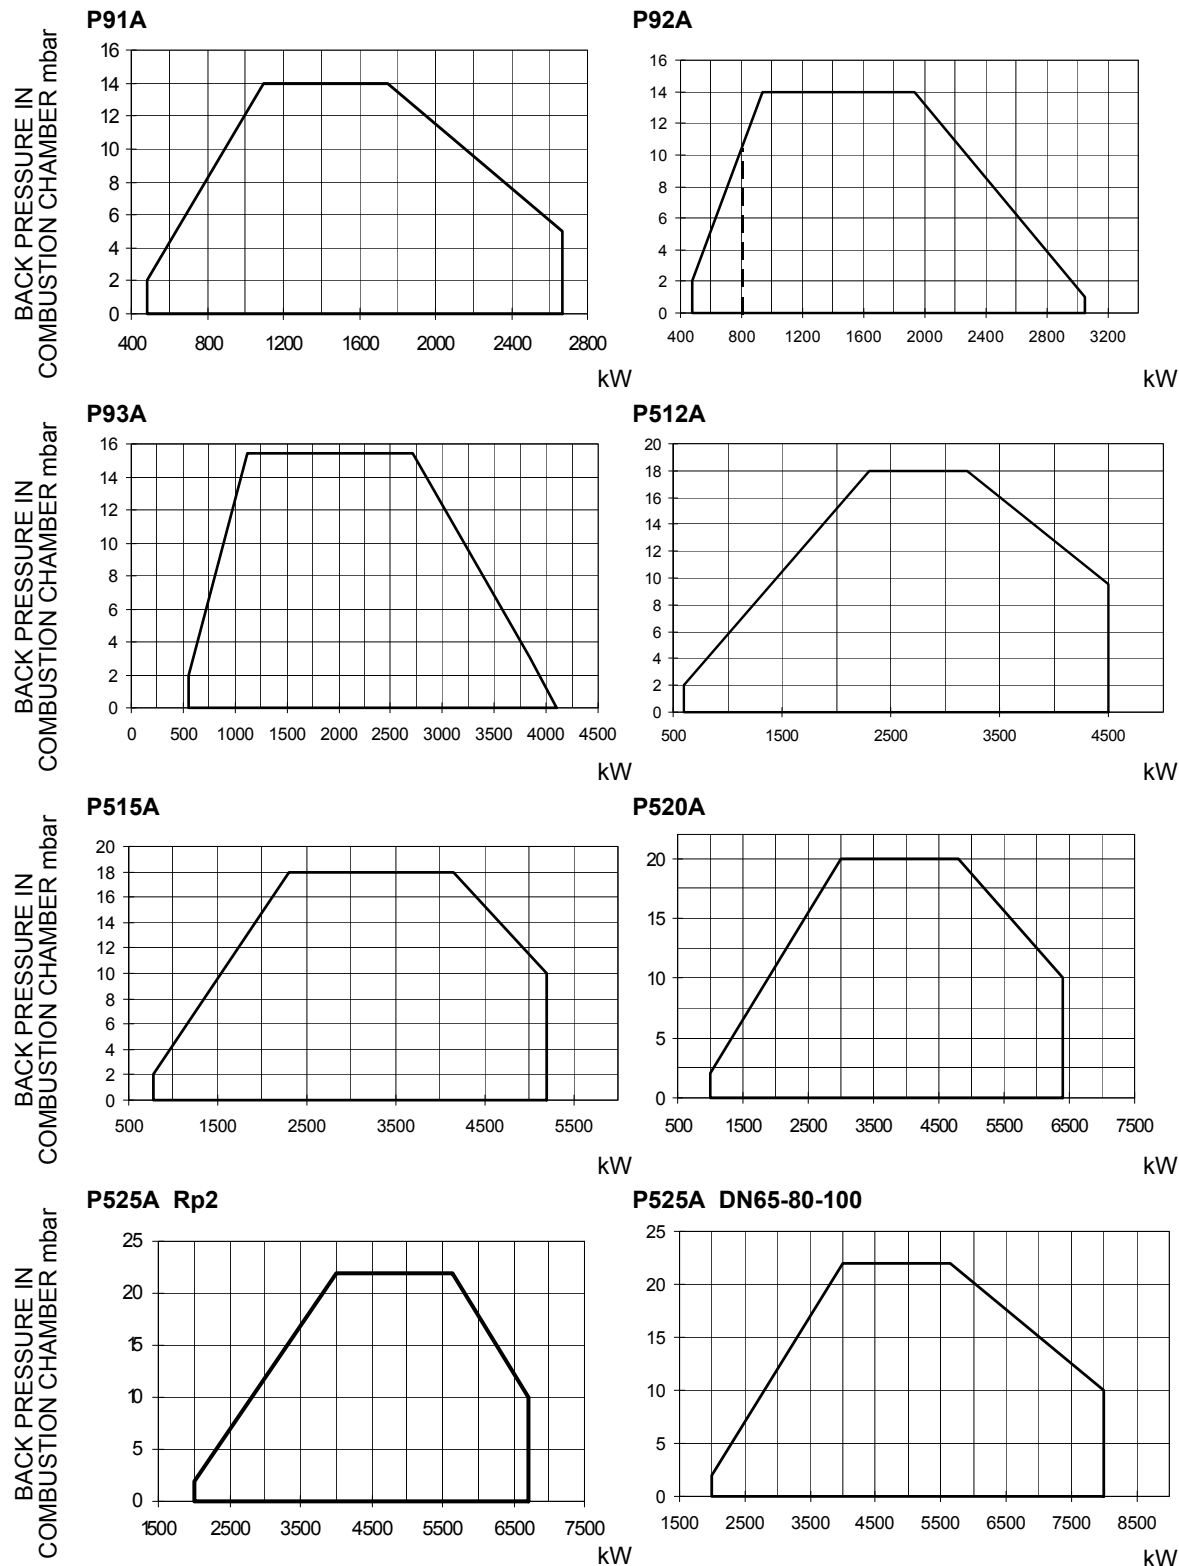 P91A
BACK PRESSURE IN
COMBUSTION CHAMBER mbar
16
14
12
10
8
6
4
2
0
400 800 1200 1600 2000 2400 2800
kW
P92A
16
14
12
10
8
6
4
2
0
400 800 1200 1600 2000 2400 2800 3200
kW
P93A
BACK PRESSURE IN
COMBUSTION CHAMBER mbar
16
14
12
10
8
6
4
2
0
0 500 1000 1500 2000 2500 3000 3500 4000 4500
kW
P512A
20
18
16
14
12
10
8
6
4
2
0
500 1500 2500 3500 4500
kW
P515A
BACK PRESSURE IN
COMBUSTION CHAMBER mbar
20
18
16
14
12
10
8
6
4
2
0
500 1500 2500 3500 4500 5500
kW
P520A
20
15
10
5
0
500 1500 2500 3500 4500 5500 6500 7500
kW
P525A Rp2
BACK PRESSURE IN
COMBUSTION CHAMBER mbar
25
20
15
10
5
0
1500 2500 3500 4500 5500 6500 7500
kW
P525A DN65-80-100
25
20
15
10
5
0
1500 2500 3500 4500 5500 6500 7500 8500
kW